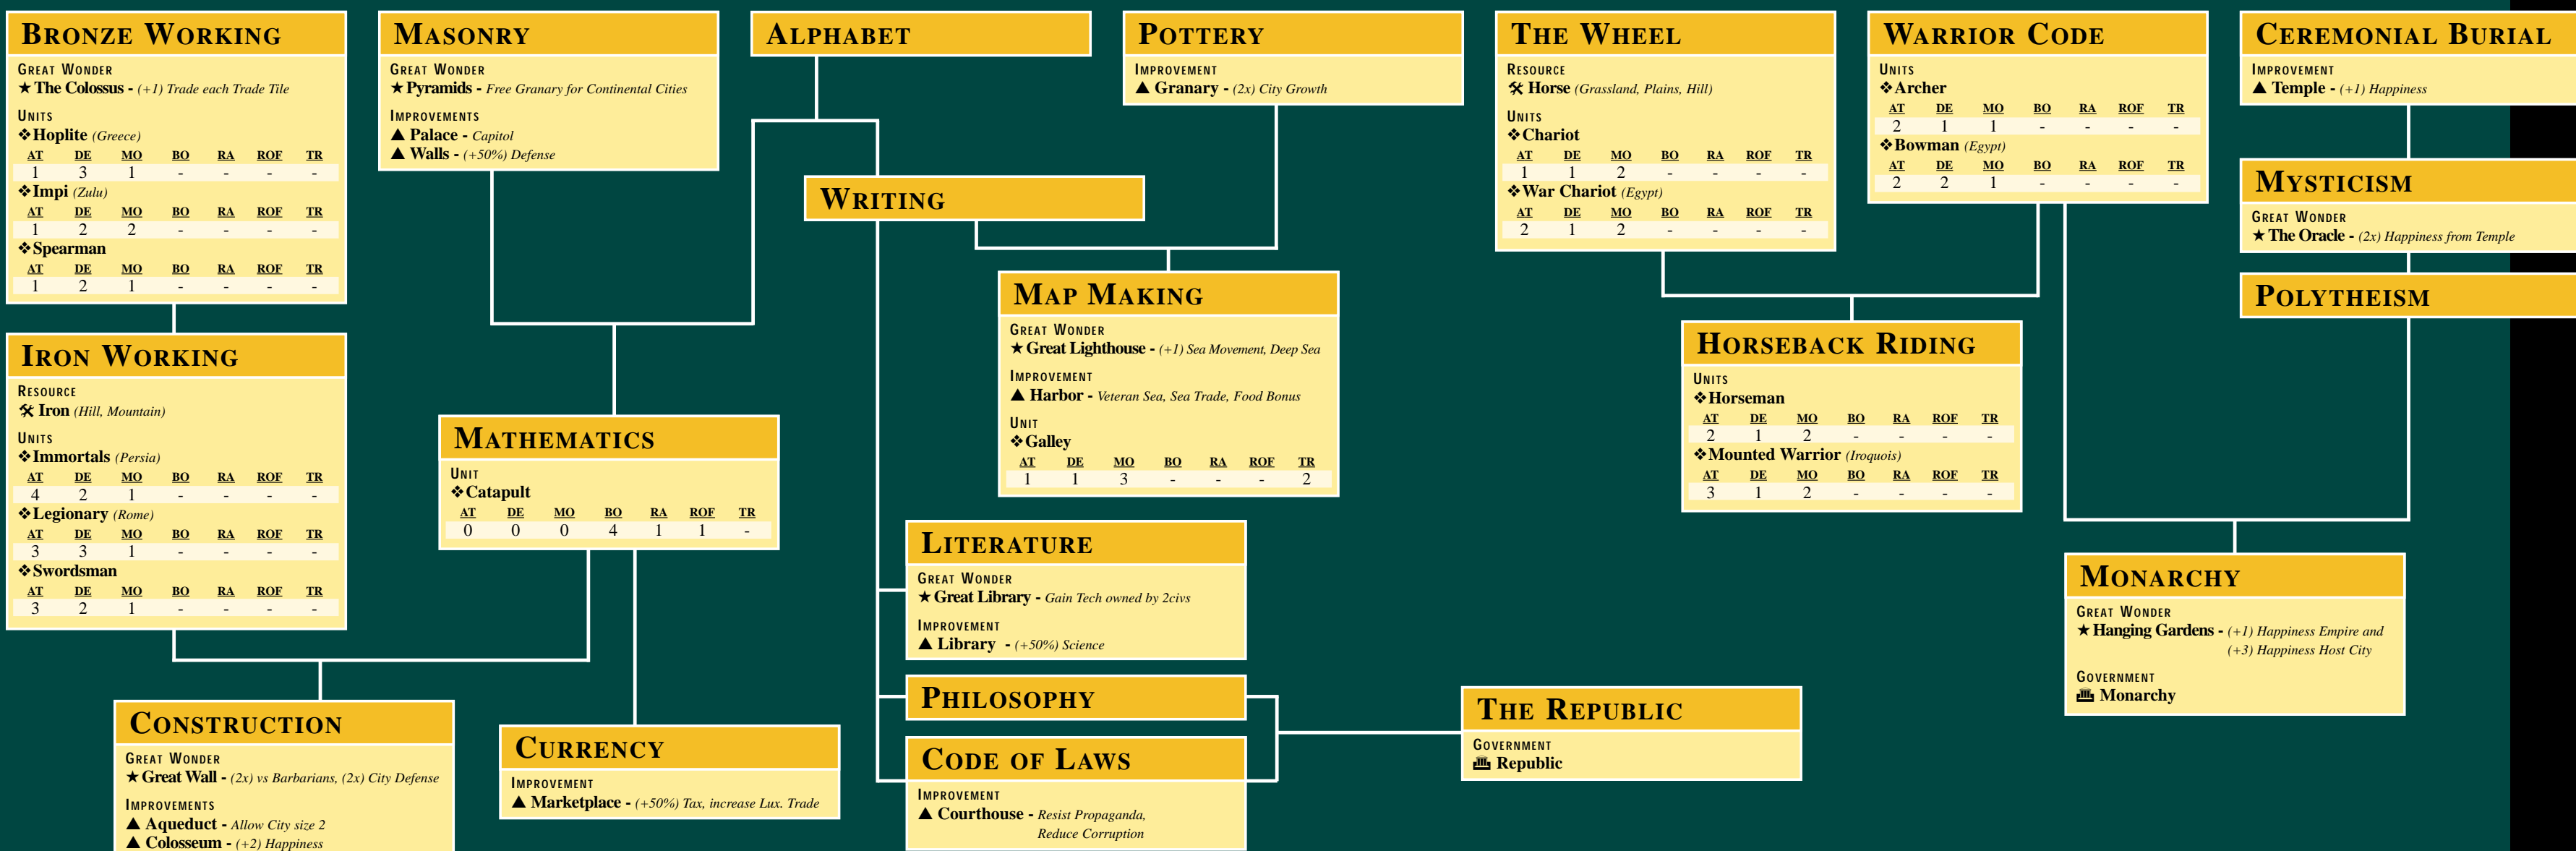 BRONZE WORKING
GREAT WONDER
★ The Colossus - (+1) Trade each Trade Tile
UNITS
❖Hoplite (Greece)
AT DE MO BO RA ROF TR
1 3 1 - - - -
❖Impi (Zulu)
AT DE MO BO RA ROF TR
1 2 2 - - - -
❖Spearman
AT DE MO BO RA ROF TR
1 2 1 - - - -
IRON WORKING
RESOURCE
Iron (Hill, Mountain)
UNITS
❖Immortals (Persia)
AT DE MO BO RA ROF TR
4 2 1 - - - -
❖Legionary (Rome)
AT DE MO BO RA ROF TR
3 3 1 - - - -
❖Swordsman
AT DE MO BO RA ROF TR
3 2 1 - - - -
CONSTRUCTION
GREAT WONDER
★ Great Wall - (2x) vs Barbarians, (2x) City Defense
IMPROVEMENTS
▲ Aqueduct - Allow City size 2
▲ Colosseum - (+2) Happiness
MASONRY
GREAT WONDER
★ Pyramids - Free Granary for Continental Cities
IMPROVEMENTS
▲ Palace - Capitol
▲ Walls - (+50%) Defense
MATHEMATICS
UNIT
❖Catapult
AT DE MO BO RA ROF TR
0 0 0 4 1 1 -
CURRENCY
IMPROVEMENT
▲ Marketplace - (+50%) Tax, increase Lux. Trade
ALPHABET
WRITING
POTTERY
IMPROVEMENT
▲ Granary - (2x) City Growth
MAP MAKING
GREAT WONDER
★ Great Lighthouse - (+1) Sea Movement, Deep Sea
IMPROVEMENT
▲ Harbor - Veteran Sea, Sea Trade, Food Bonus
UNIT
❖Galley
AT DE MO BO RA ROF TR
1 1 3 - - - 2
LITERATURE
GREAT WONDER
★ Great Library - Gain Tech owned by 2civs
IMPROVEMENT
▲ Library - (+50%) Science
PHILOSOPHY
CODE OF LAWS
IMPROVEMENT
▲ Courthouse - Resist Propaganda,
Reduce Corruption
THE REPUBLIC
GOVERNMENT
Republic
THE WHEEL
RESOURCE
Horse (Grassland, Plains, Hill)
UNITS
❖Chariot
AT DE MO BO RA ROF TR
1 1 2 - - - -
❖War Chariot (Egypt)
AT DE MO BO RA ROF TR
2 1 2 - - - -
WARRIOR CODE
UNITS
❖Archer
AT DE MO BO RA ROF TR
2 1 1 - - - -
❖Bowman (Egypt)
AT DE MO BO RA ROF TR
2 2 1 - - - -
HORSEBACK RIDING
UNITS
❖Horseman
AT DE MO BO RA ROF TR
2 1 2 - - - -
❖Mounted Warrior (Iroquois)
AT DE MO BO RA ROF TR
3 1 2 - - - -
CEREMONIAL BURIAL
IMPROVEMENT
▲ Temple - (+1) Happiness
MYSTICISM
GREAT WONDER
★ The Oracle - (2x) Happiness from Temple
POLYTHEISM
MONARCHY
GREAT WONDER
★ Hanging Gardens - (+1) Happiness Empire and
(+3) Happiness Host City
GOVERNMENT
Monarchy